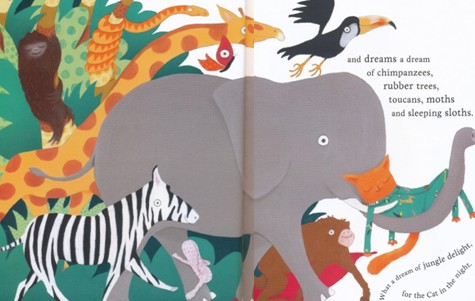 and dreams a dream
of chimpanzees,
rubber trees,
toucans, moths
and sleeping sloths.
What a dream of jungle delight,
for the Cat in the night.